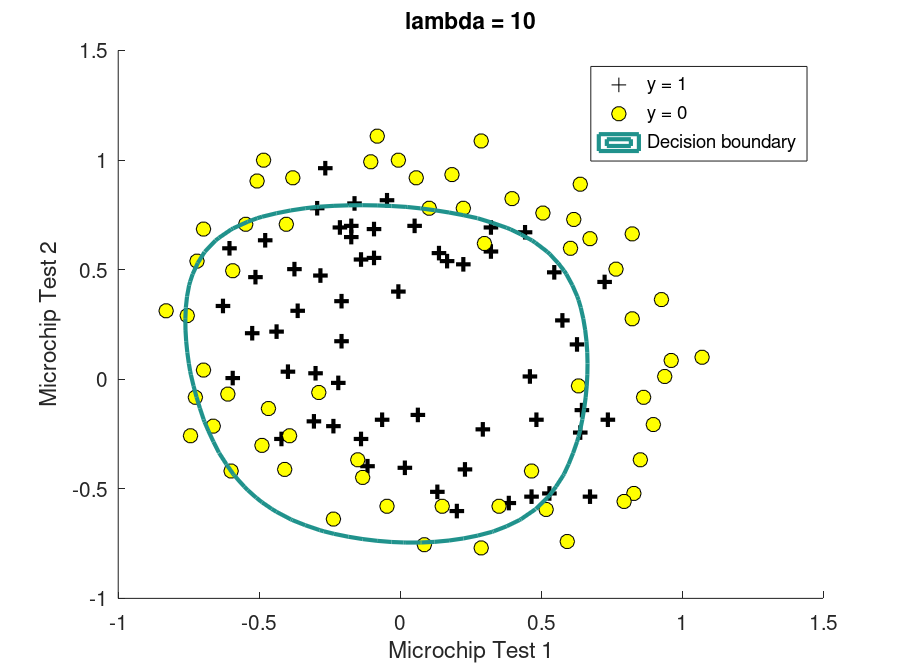 lambda = 10
1.5
y = 1
y = 0
Decision boundary
1
0.5
0
-0.5
-1
Microchip Test 2
-1
-0.5
0
0.5
1
1.5
Microchip Test 1